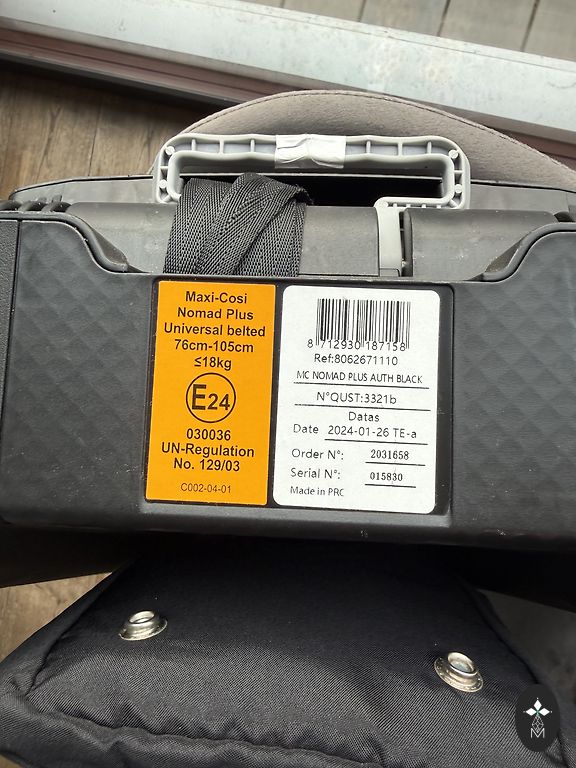 Maxi-Cosi
Nomad Plus
Universal belted
76cm-105cm
≤18kg
E24
030036
UN-Regulation
No. 129/03
C002-04-01
8 712930 187158
Ref:8062671110
MC NOMAD PLUS AUTH BLACK
N°QUST:3321b
Datas
Date 2024-01-26 TE-a
Order N°: 2031658
Serial N°: 015830
Made in PRC
M